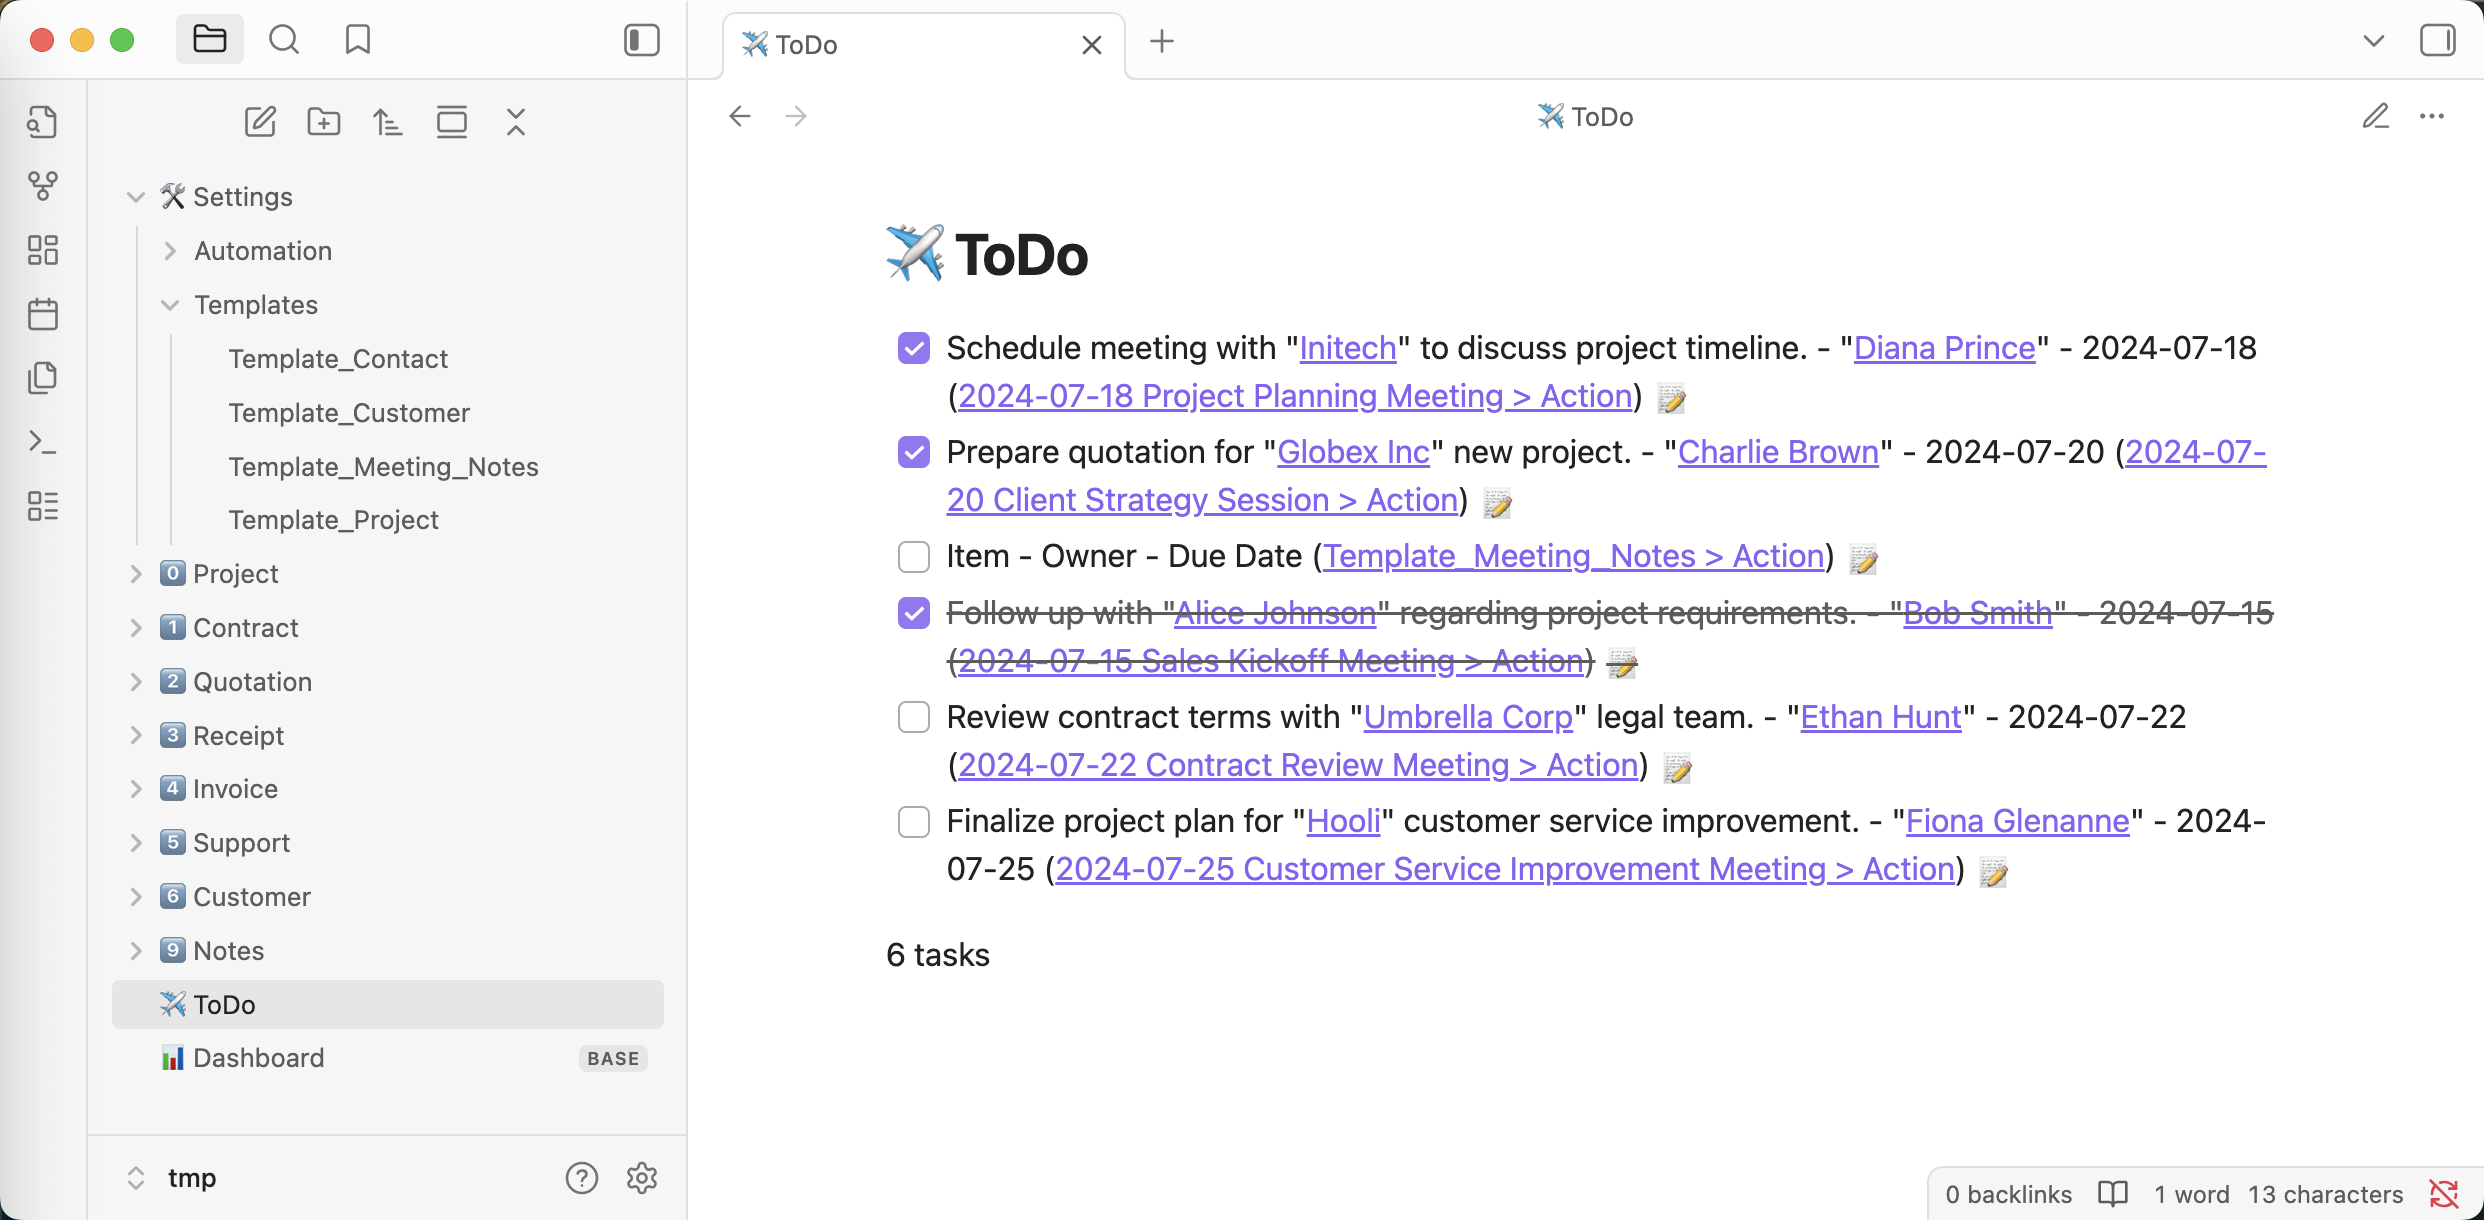 ✈️ ToDo
🛠️ Settings
Automation
Templates
Template_Contact
Template_Customer
Template_Meeting_Notes
Template_Project
0️⃣ Project
1️⃣ Contract
2️⃣ Quotation
3️⃣ Receipt
4️⃣ Invoice
5️⃣ Support
6️⃣ Customer
9️⃣ Notes
✈️ ToDo
📊 Dashboard BASE
tmp
✈️ ToDo
✈️ ToDo
Schedule meeting with "Initech" to discuss project timeline. - "Diana Prince" - 2024-07-18
(2024-07-18 Project Planning Meeting > Action) 📝
Prepare quotation for "Globex Inc" new project. - "Charlie Brown" - 2024-07-20 (2024-07-
20 Client Strategy Session > Action) 📝
Item - Owner - Due Date (Template_Meeting_Notes > Action) 📝
Follow up with "Alice Johnson" regarding project requirements. - "Bob Smith" - 2024-07-15
(2024-07-15 Sales Kickoff Meeting > Action) 📝
Review contract terms with "Umbrella Corp" legal team. - "Ethan Hunt" - 2024-07-22
(2024-07-22 Contract Review Meeting > Action) 📝
Finalize project plan for "Hooli" customer service improvement. - "Fiona Glenanne" - 2024-
07-25 (2024-07-25 Customer Service Improvement Meeting > Action) 📝
6 tasks
0 backlinks 1 word 13 characters